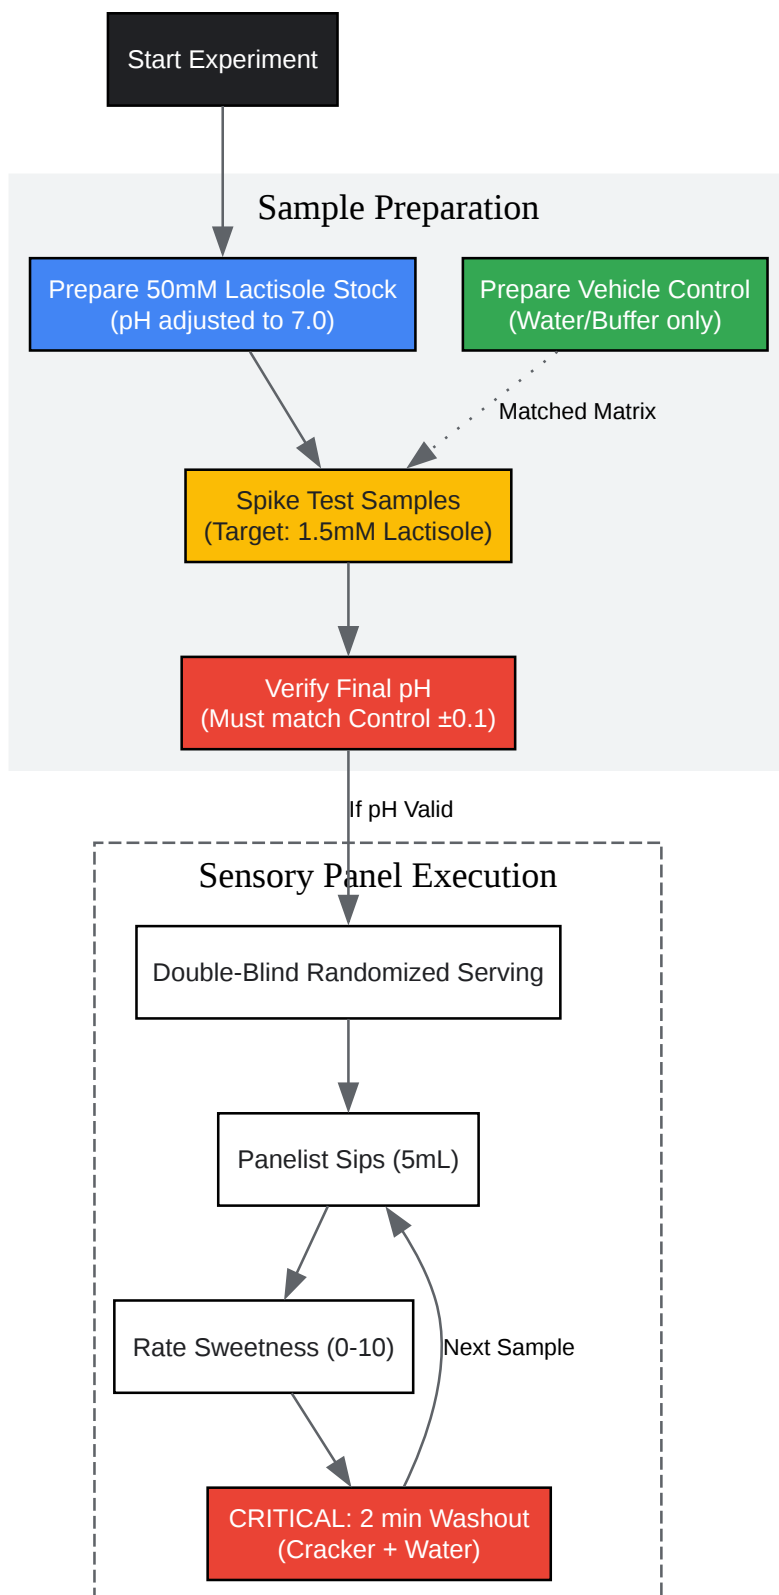 Start Experiment
Sample Preparation
Prepare 50mM Lactisole Stock
(pH adjusted to 7.0)
Prepare Vehicle Control
(Water/Buffer only)
Matched Matrix
Spike Test Samples
(Target: 1.5mM Lactisole)
Verify Final pH
(Must match Control ±0.1)
If pH Valid
Sensory Panel Execution
Double-Blind Randomized Serving
Panelist Sips (5mL)
Rate Sweetness (0-10)
Next Sample
CRITICAL: 2 min Washout
(Cracker + Water)